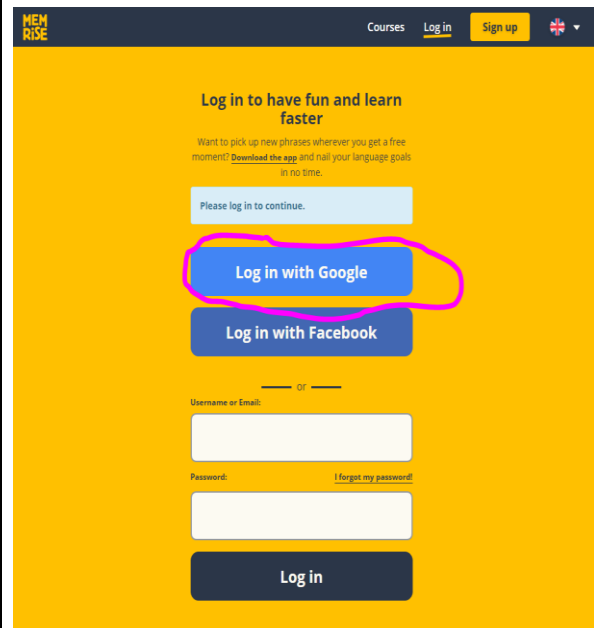 MEM
RiSE
Courses Log in Sign up
Log in to have fun and learn
faster
Want to pick up new phrases wherever you get a free
moment? Download the app and nail your language goals
in no time.
Please log in to continue.
Log in with Google
Log in with Facebook
or
Username or Email:
Password: I forgot my password!
Log in